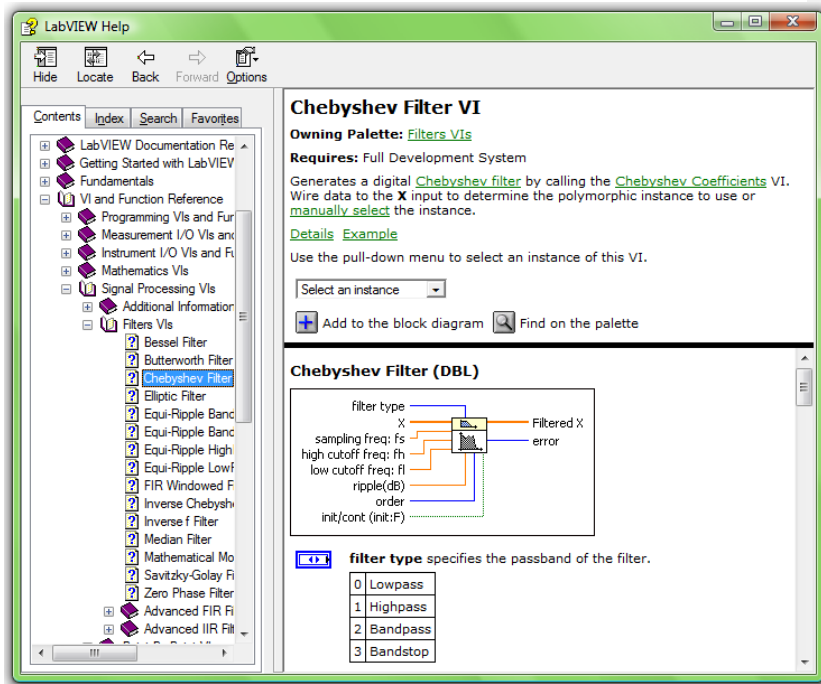 LabVIEW Help
Hide Locate Back Forward Options
Contents Index Search Favorites
LabVIEW Documentation Re
Getting Started with LabVIEW
Fundamentals
VI and Function Reference
Programming VIs and Fur
Measurement I/O VIs and
Instrument I/O VIs and Fu
Mathematics VIs
Signal Processing VIs
Additional Information
Filters VIs
Bessel Filter
Butterworth Filter
Chebyshev Filter
Elliptic Filter
Equi-Ripple Band
Equi-Ripple Band
Equi-Ripple High
Equi-Ripple LowF
FIR Windowed F
Inverse Chebyshe
Inverse f Filter
Median Filter
Mathematical Mo
Savitzky-Golay Fi
Zero Phase Filter
Advanced FIR Fi
Advanced IIR Filt
Chebyshev Filter VI
Owning Palette: Filters VIs
Requires: Full Development System
Generates a digital Chebyshev filter by calling the Chebyshev Coefficients VI.
Wire data to the X input to determine the polymorphic instance to use or
manually select the instance.
Details Example
Use the pull-down menu to select an instance of this VI.
Select an instance
Add to the block diagram Find on the palette
Chebyshev Filter (DBL)
filter type
X
sampling freq: fs
high cutoff freq: fh
low cutoff freq: fl
ripple(dB)
order
init/cont (init:F)
Filtered X
error
filter type specifies the passband of the filter.
0 Lowpass
1 Highpass
2 Bandpass
3 Bandstop